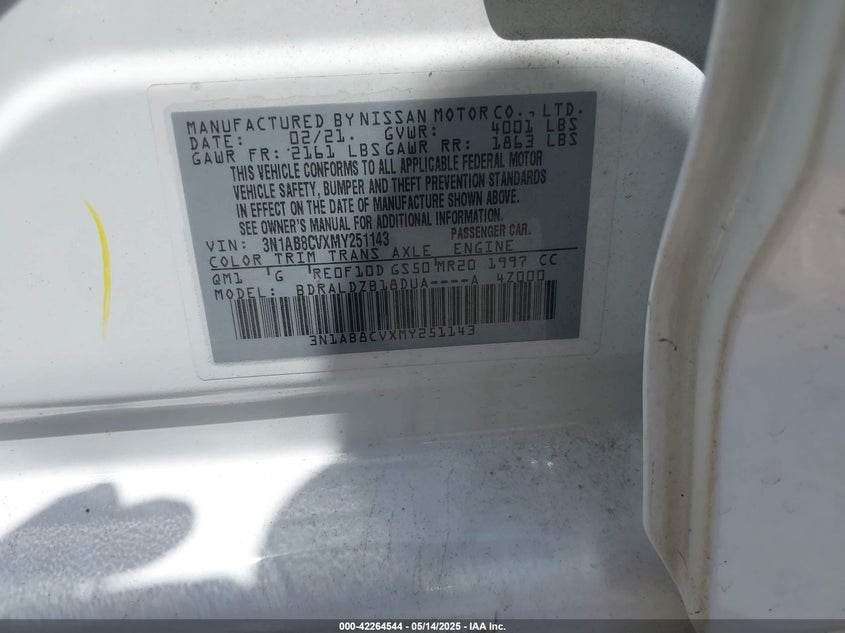 MANUFACTURED BY NISSAN MOTOR CO., LTD.
DATE: 02/21. GVWR: 4001 LBS
GAWR FR: 2161 LBS GAWR RR: 1863 LBS
THIS VEHICLE CONFORMS TO ALL APPLICABLE FEDERAL MOTOR
VEHICLE SAFETY, BUMPER AND THEFT PREVENTION STANDARDS
IN EFFECT ON THE DATE OF MANUFACTURE SHOWN ABOVE.
SEE OWNER'S MANUAL FOR ADDITIONAL INFORMATION.
VIN: 3N1AB8CVXMY251143 PASSENGER CAR.
COLOR TRIM TRANS AXLE ENGINE
QM1 G RE0F10D GS50 MR20 1997 CC
MODEL: BDRALDZB18DUA----A 4Z000
3N1AB8CVXMY251143
000-42264544 — 05/14/2025 — IAA Inc.